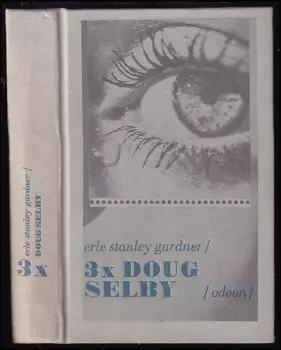 erle stanley gardner /
3x DOUG
SELBY
/ odeon /
3x
erle stanley gardner /
DOUG SELBY